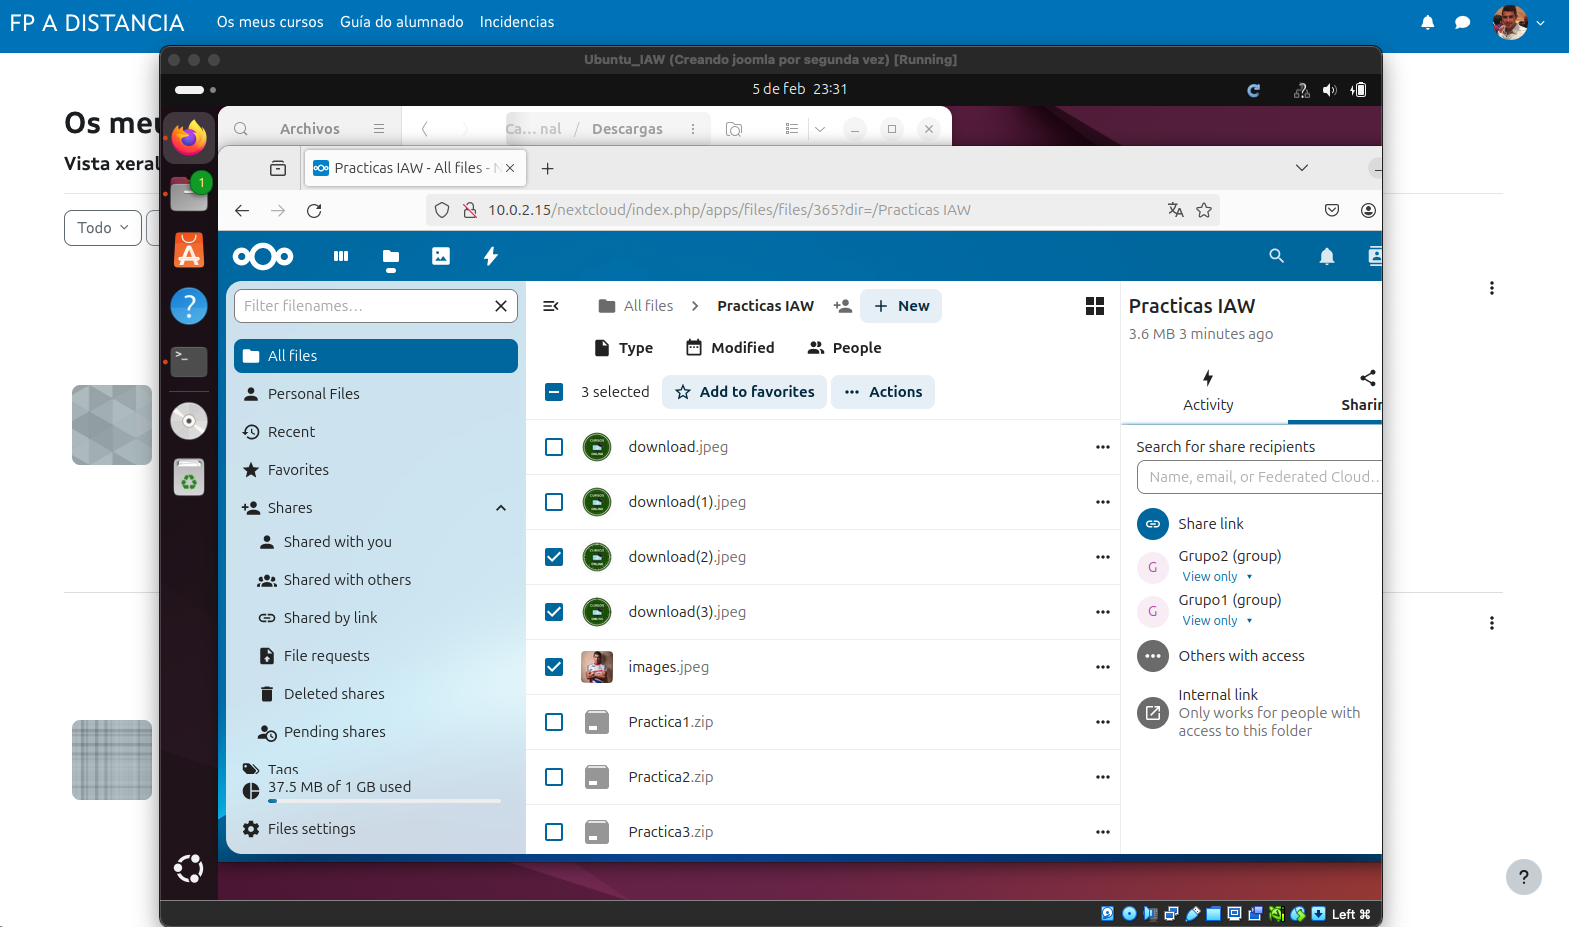 FP A DISTANCIA
Os meus cursos
Guía do alumnado
Incidencias
Os meu
Vista xeral
Todo
Ubuntu_IAW (Creando joomla por segunda vez) [Running]
5 de feb 23:31
1
Archivos
Ca... nal / Descargas
Practicas IAW - All files - N
10.0.2.15/nextcloud/index.php/apps/files/files/365?dir=/Practicas IAW
Filter filenames…
All files
Personal Files
Recent
Favorites
Shares
Shared with you
Shared with others
Shared by link
File requests
Deleted shares
Pending shares
Tags
37.5 MB of 1 GB used
Files settings
All files
Practicas IAW
New
Type
Modified
People
3 selected
Add to favorites
Actions
download.jpeg
download(1).jpeg
download(2).jpeg
download(3).jpeg
images.jpeg
Practica1.zip
Practica2.zip
Practica3.zip
Practicas IAW
3.6 MB 3 minutes ago
Activity
Sharin
Search for share recipients
Name, email, or Federated Cloud…
Share link
G
Grupo2 (group)
View only
G
Grupo1 (group)
View only
Others with access
Internal link
Only works for people with
access to this folder
?
Left ⌘